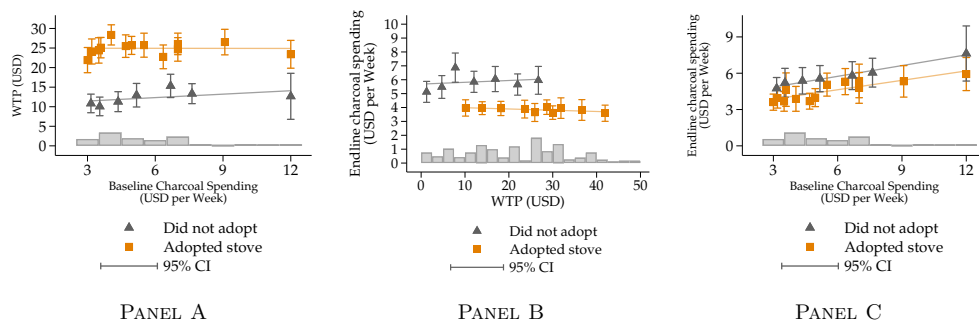 WTP (USD)
30
25
20
15
10
5
0
3
6
9
12
Baseline Charcoal Spending
(USD per Week)
Did not adopt
Adopted stove
95% CI
PANEL A
Endline charcoal spending
(USD per Week)
10
9
8
7
6
5
4
3
2
1
0
0
10
20
30
40
50
WTP (USD)
Did not adopt
Adopted stove
95% CI
PANEL B
Endline charcoal spending
(USD per Week)
9
6
3
0
3
6
9
12
Baseline Charcoal Spending
(USD per Week)
Did not adopt
Adopted stove
95% CI
PANEL C